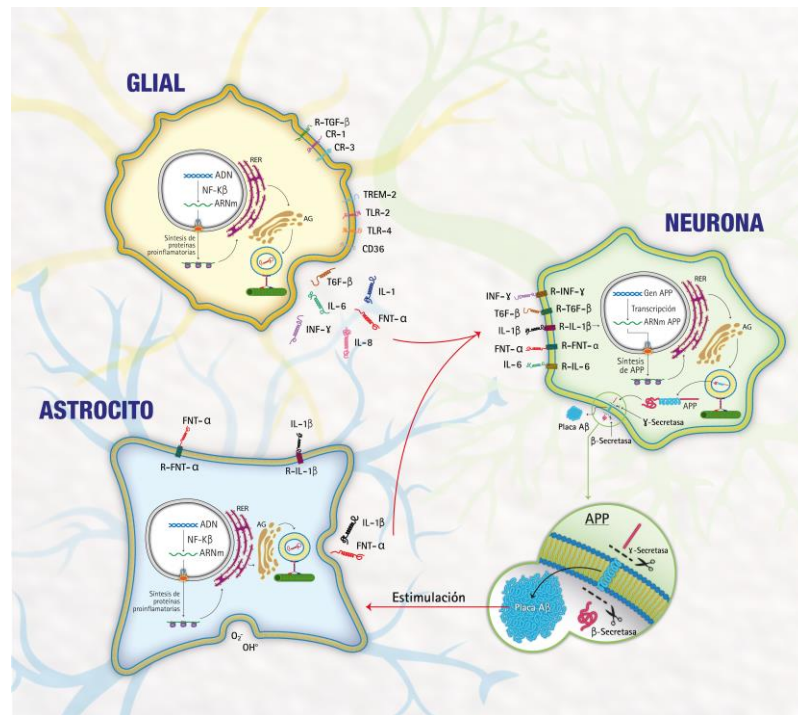 GLIAL
R-TGF-β
CR-1
CR-3
RER
ADN
NF-Kβ
ARNm
Síntesis de
proteínas
proinflamatorias
AG
TREM-2
TLR-2
TLR-4
CD36
T6F-β
IL-1
IL-6
FNT-α
INF-ɣ
IL-8
NEURONA
INF-ɣ
R-INF-ɣ
T6F-β
R-T6F-β
IL-1β
R-IL-1β
FNT-α
R-FNT-α
IL-6
R-IL-6
RER
Gen APP
Transcripción
ARNm APP
Síntesis
de APP
AG
APP
Placa Aβ
ɣ-Secretasa
β-Secretasa
ASTROCITO
FNT-α
R-FNT-α
IL-1β
R-IL-1β
RER
ADN
NF-Kβ
ARNm
Síntesis de
proteínas
proinflamatorias
AG
IL-1β
FNT-α
O₂⁻
OH°
Estimulación
APP
ɣ-Secretasa
Placa Aβ
β-Secretasa